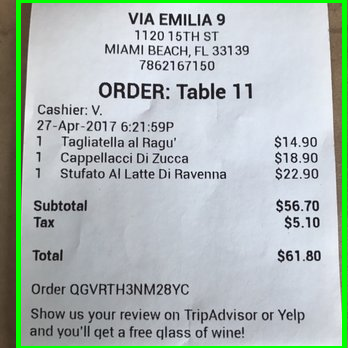 VIA EMILIA 9
1120 15TH ST
MIAMI BEACH, FL 33139
7862167150
ORDER: Table 11
Cashier: V.
27-Apr-2017 6:21:59P
1 Tagliatella al Ragu' $14.90
1 Cappellacci Di Zucca $18.90
1 Stufato Al Latte Di Ravenna $22.90
Subtotal $56.70
Tax $5.10
Total $61.80
Order QGVRTH3NM28YC
Show us your review on TripAdvisor or Yelp
and you'll get a free glass of wine!